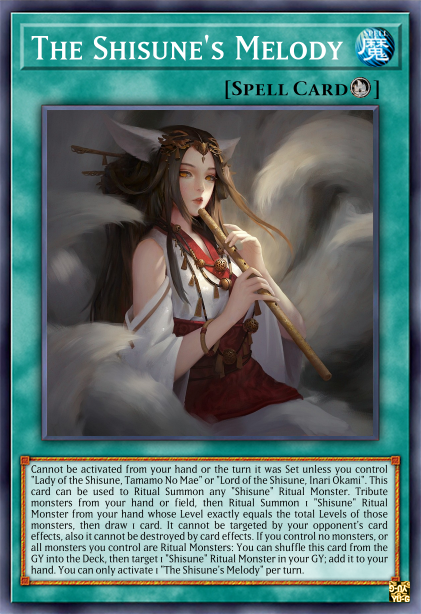 The Shisune's Melody
SPELL
魔
[Spell Card]
Cannot be activated from your hand or the turn it was Set unless you control
"Lady of the Shisune, Tamamo No Mae" or "Lord of the Shisune, Inari Okami". This
card can be used to Ritual Summon any "Shisune" Ritual Monster. Tribute
monsters from your hand or field, then Ritual Summon 1 "Shisune" Ritual
Monster from your hand whose Level exactly equals the total Levels of those
monsters, then draw 1 card. It cannot be targeted by your opponent's card
effects, also it cannot be destroyed by card effects. If you control no monsters, or
all monsters you control are Ritual Monsters: You can shuffle this card from the
GY into the Deck, then target 1 "Shisune" Ritual Monster in your GY; add it to your
hand. You can only activate 1 "The Shisune's Melody" per turn.